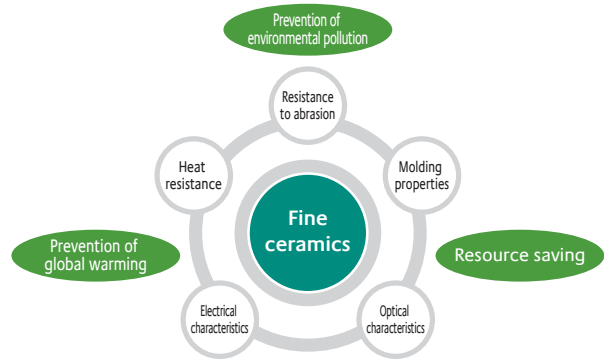 Prevention of
environmental pollution
Resistance
to abrasion
Heat
resistance
Molding
properties
Fine
ceramics
Prevention of
global warming
Resource saving
Electrical
characteristics
Optical
characteristics